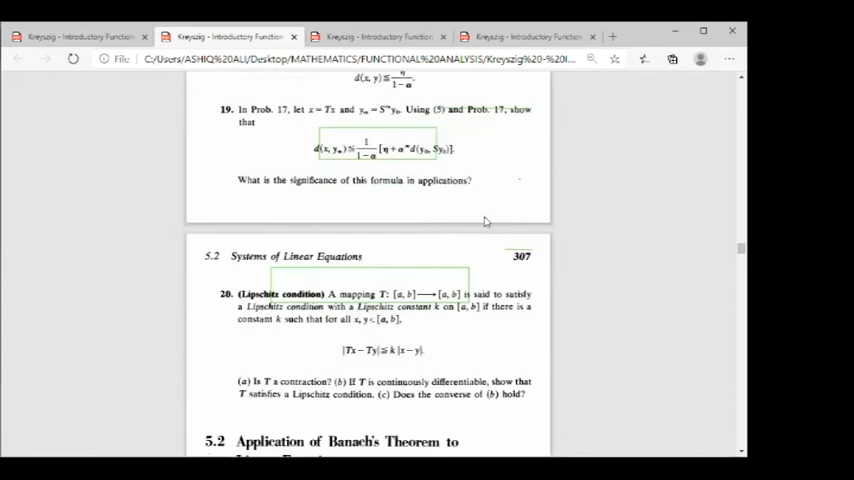 Kreyszig - Introductory Function
Kreyszig - Introductory Function
Kreyszig - Introductory Function
Kreyszig - Introductory Function
File
C:/Users/ASHIQ%20ALI/Desktop/MATHEMATICS/FUNCTIONAL%20ANALYSIS/Kreyszig%20-%20I...
d(x, y) ≦ η/(1-α).
19. In Prob. 17, let x = Tx and yₘ = Sᵐy₀. Using (5) and Prob. 17, show
that
d(x, yₘ) ≦ 1/(1-α) [η + αᵐ d(y₀, Sy₀)].
What is the significance of this formula in applications?
5.2 Systems of Linear Equations 307
20. (Lipschitz condition) A mapping T: [a, b] ⟶ [a, b] is said to satisfy
a Lipschitz condition with a Lipschitz constant k on [a, b] if there is a
constant k such that for all x, y ∈ [a, b],
|Tx − Ty| ≦ k |x − y|.
(a) Is T a contraction? (b) If T is continuously differentiable, show that
T satisfies a Lipschitz condition. (c) Does the converse of (b) hold?
5.2 Application of Banach's Theorem to